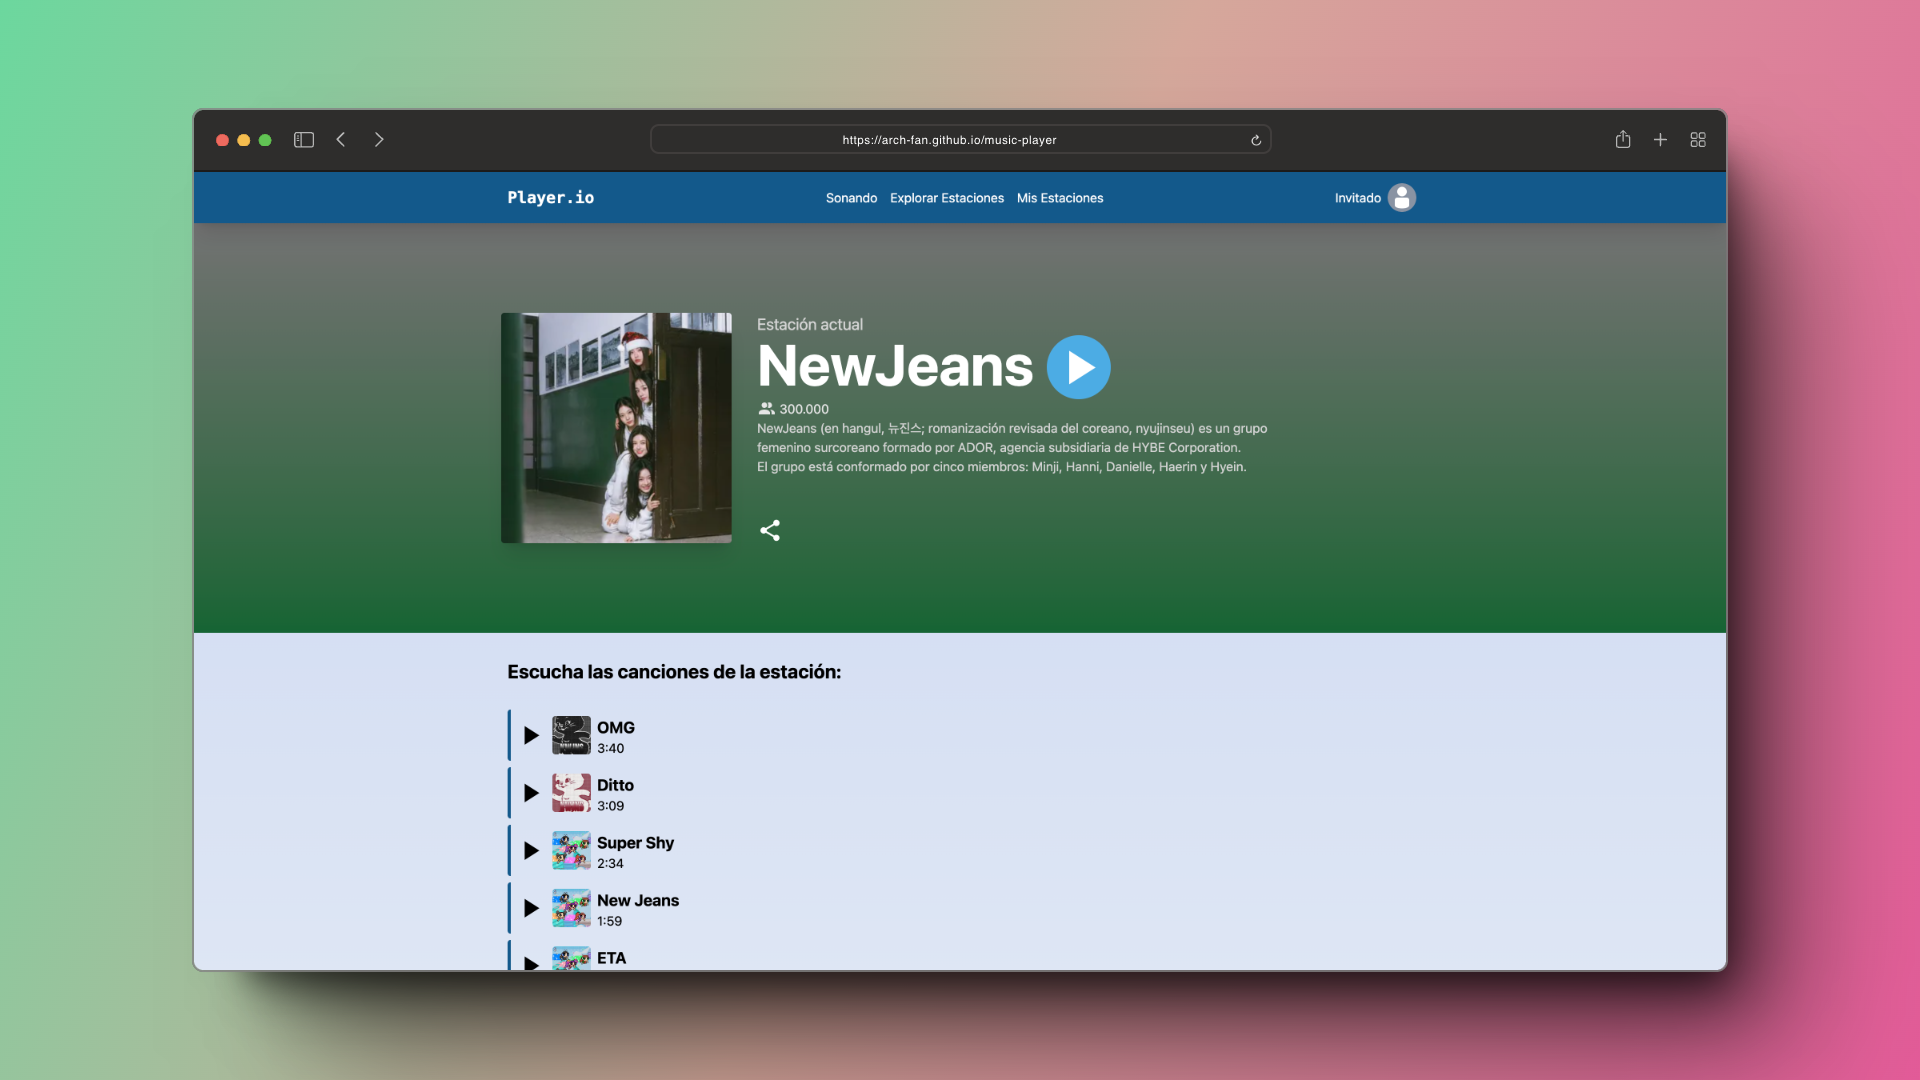 https://arch-fan.github.io/music-player
Player.io
Sonando
Explorar Estaciones
Mis Estaciones
Invitado
Estación actual
NewJeans
300.000
NewJeans (en hangul, 뉴진스; romanización revisada del coreano, nyujinseu) es un grupo
femenino surcoreano formado por ADOR, agencia subsidiaria de HYBE Corporation.
El grupo está conformado por cinco miembros: Minji, Hanni, Danielle, Haerin y Hyein.
Escucha las canciones de la estación:
OMG
3:40
Ditto
3:09
Super Shy
2:34
New Jeans
1:59
ETA